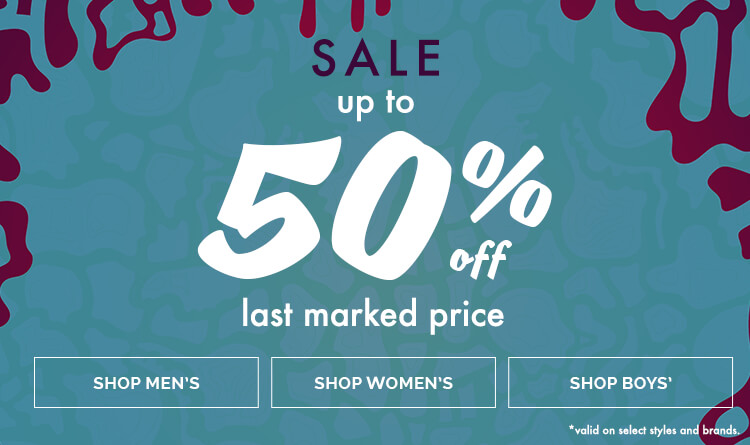 SALE
up to
50%
off
last marked price
SHOP MEN'S
SHOP WOMEN'S
SHOP BOYS'
*valid on select styles and brands.